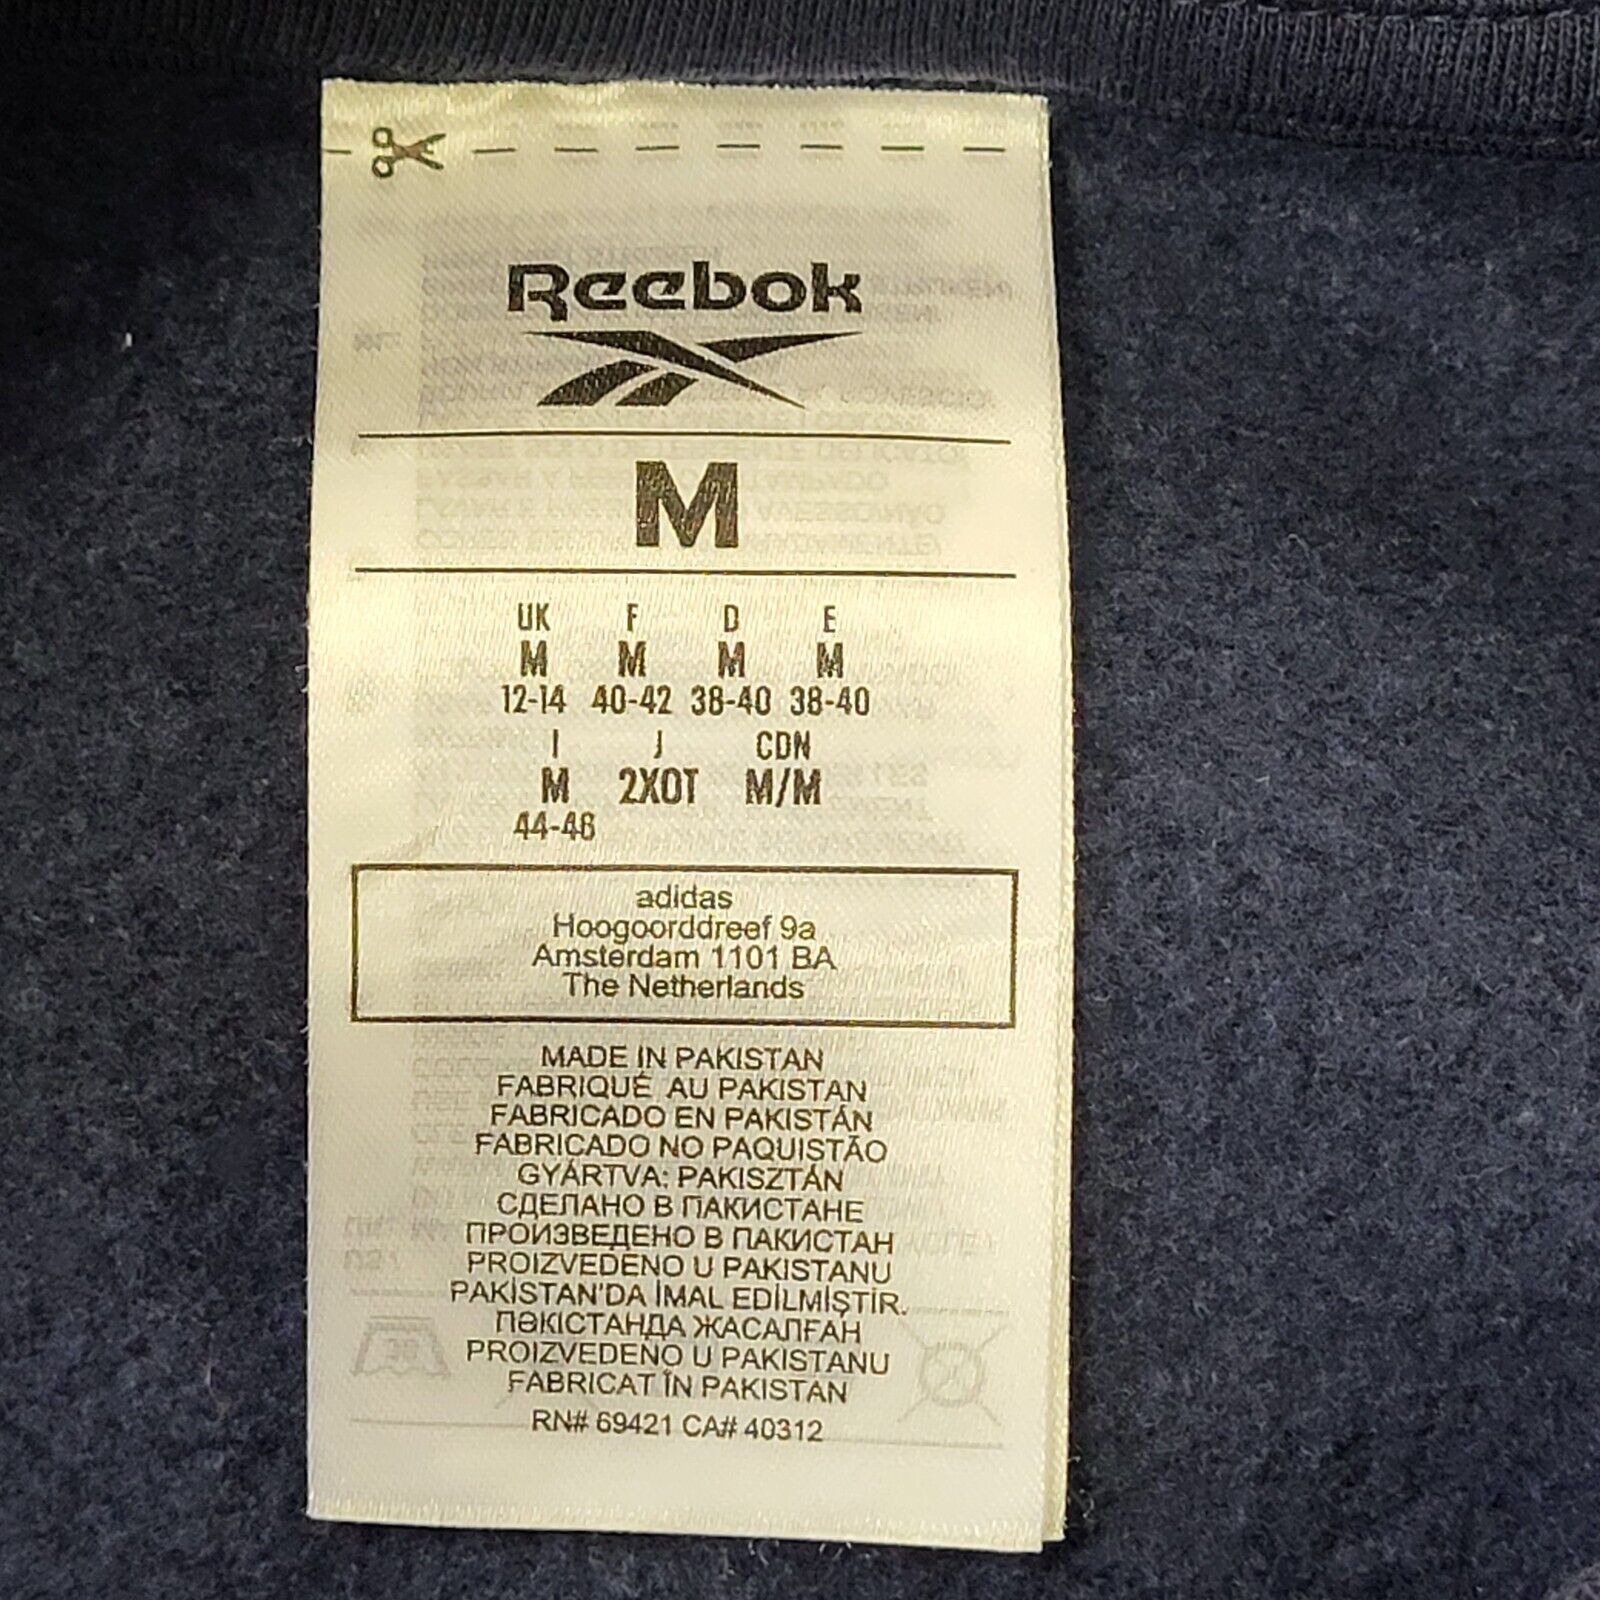 Reebok
M
UK F D E
M M M M
12-14 40-42 38-40 38-40
I J CDN
M 2XOT M/M
44-46
adidas
Hoogoorddreef 9a
Amsterdam 1101 BA
The Netherlands
MADE IN PAKISTAN
FABRIQUÉ AU PAKISTAN
FABRICADO EN PAKISTÁN
FABRICADO NO PAQUISTÃO
GYÁRTVA: PAKISZTÁN
СДЕЛАНО В ПАКИСТАНЕ
ПРОИЗВЕДЕНО В ПАКИСТАН
PROIZVEDENO U PAKISTANU
PAKİSTAN'DA İMAL EDİLMİŞTİR.
ПӘКІСТАНДА ЖАСАЛҒАН
PROIZVEDENO U PAKISTANU
FABRICAT ÎN PAKISTAN
RN# 69421 CA# 40312